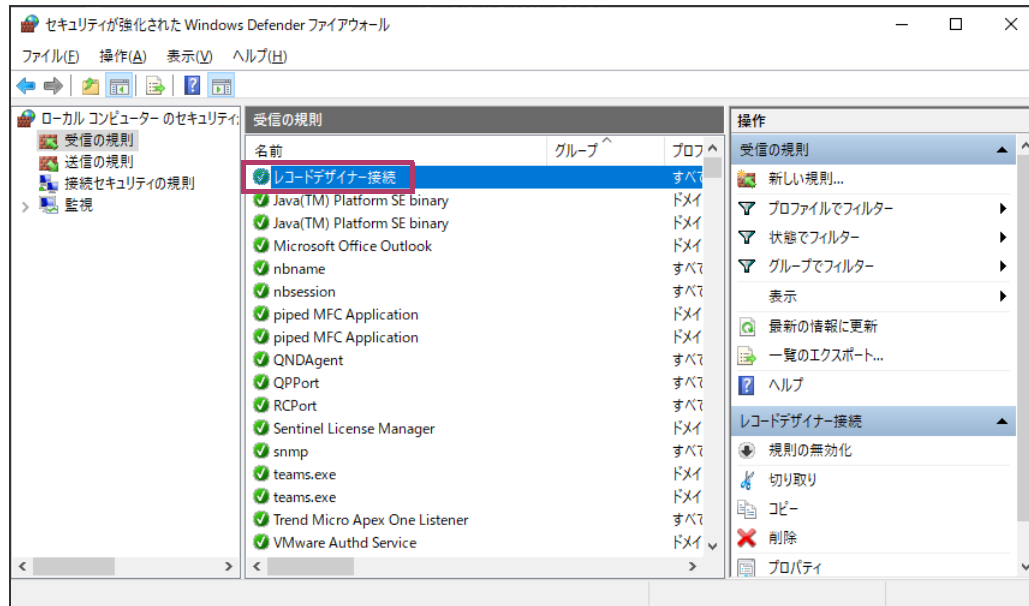 セキュリティが強化された Windows Defender ファイアウォール
ファイル(F) 操作(A) 表示(V) ヘルプ(H)
ローカル コンピューター のセキュリティ
受信の規則
送信の規則
接続セキュリティの規則
監視
受信の規則
名前 グループ プロフ
レコードデザイナー接続 すべて
Java(TM) Platform SE binary ドメイ
Java(TM) Platform SE binary ドメイ
Microsoft Office Outlook ドメイ
nbname すべて
nbsession すべて
piped MFC Application ドメイ
piped MFC Application ドメイ
QNDAgent すべて
QPPort すべて
RCPort すべて
Sentinel License Manager ドメイ
snmp すべて
teams.exe ドメイ
teams.exe ドメイ
Trend Micro Apex One Listener すべて
VMware Authd Service ドメイ
操作
受信の規則
新しい規則...
プロファイルでフィルター
状態でフィルター
グループでフィルター
表示
最新の情報に更新
一覧のエクスポート...
ヘルプ
レコードデザイナー接続
規則の無効化
切り取り
コピー
削除
プロパティ